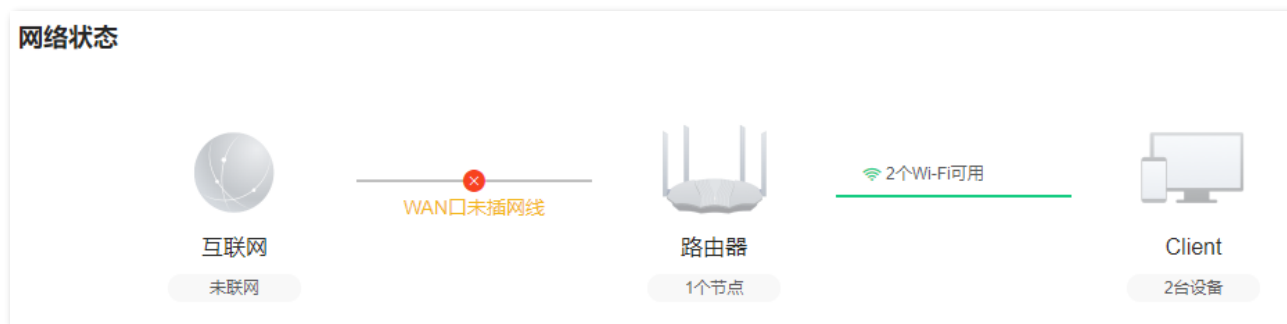 网络状态
2个Wi-Fi可用
WAN口未插网线
互联网
路由器
Client
未联网
1个节点
2台设备